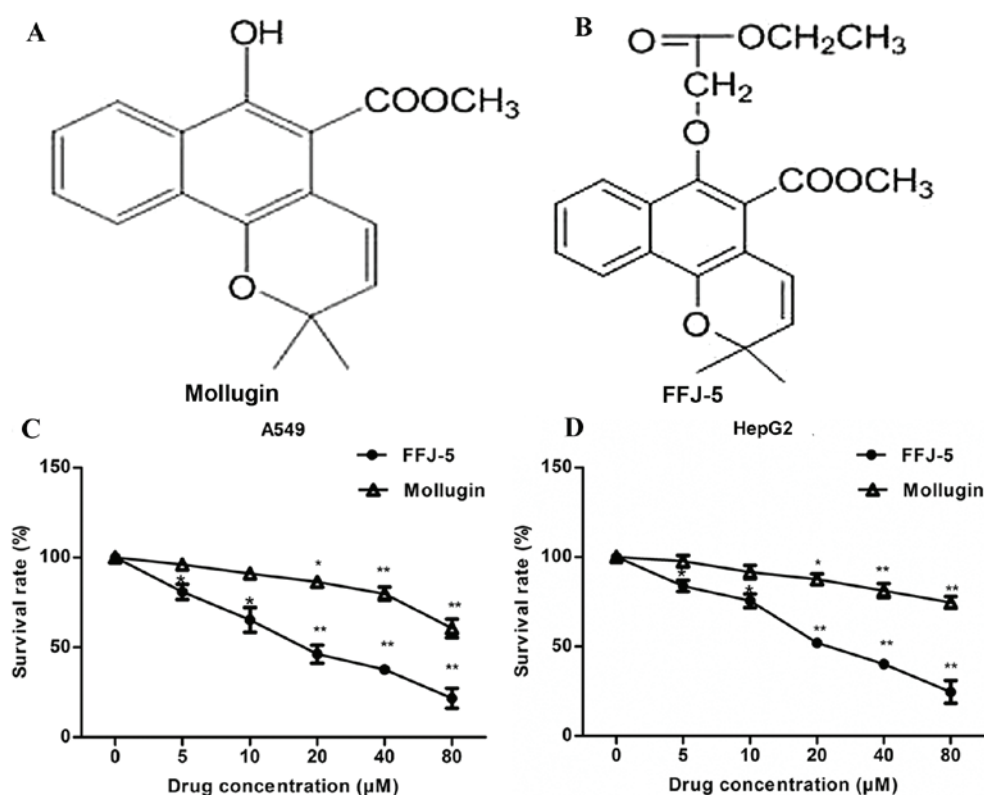 A
OH
COOCH3
O
Mollugin
B
O
OCH2CH3
CH2
O
COOCH3
O
FFJ-5
C
A549
FFJ-5
Mollugin
Survival rate (%)
150
100
50
0
* **
* * ** ** **
**
0 5 10 20 40 80
Drug concentration (µM)
D
HepG2
FFJ-5
Mollugin
Survival rate (%)
150
100
50
0
* ** **
* * ** ** **
0 5 10 20 40 80
Drug concentration (µM)